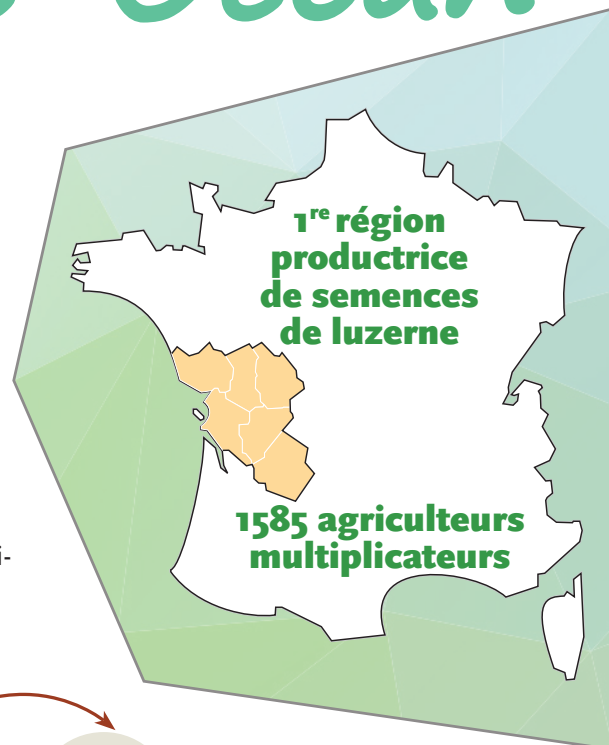 1re région
productrice
de semences
de luzerne
1585 agriculteurs
multiplicateurs